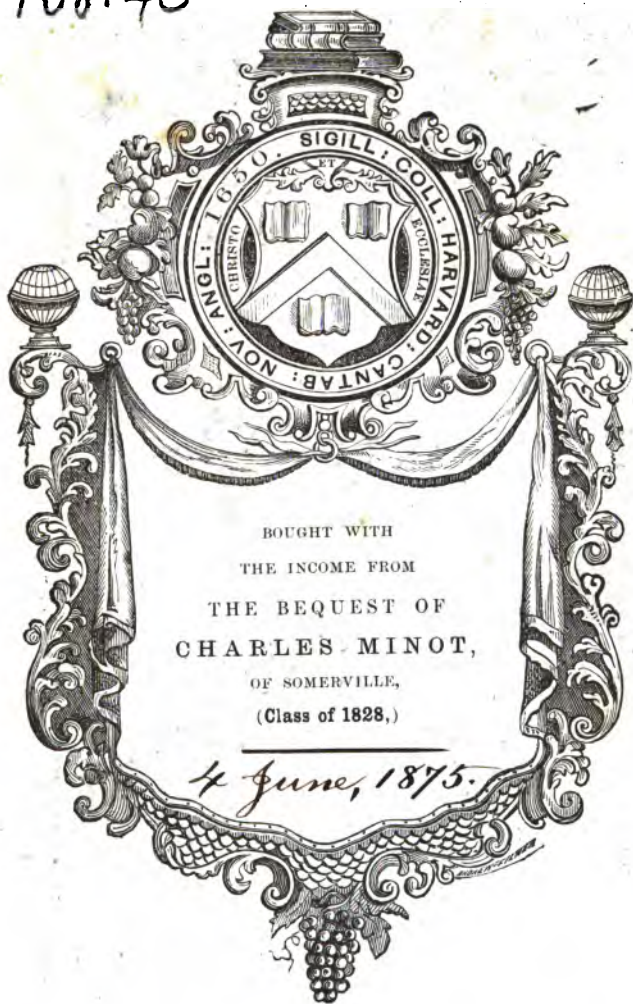 SIGILL: COLL: HARVARD: CANTAB: NOV: ANGL: 1650.
ET
CHRISTO
ECCLESIAE
BOUGHT WITH
THE INCOME FROM
THE BEQUEST OF
CHARLES MINOT,
OF SOMERVILLE,
(Class of 1828,)
4 June, 1875.